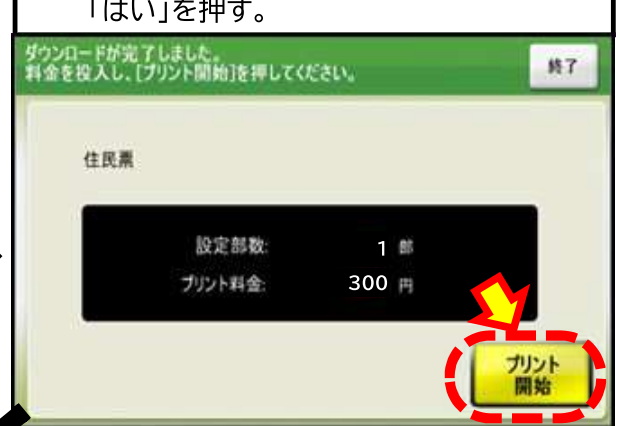 「はい」を押す。
ダウンロードが完了しました。
料金を投入し、[プリント開始]を押してください。
終了
住民票
設定部数: 1 部
プリント料金: 300 円
プリント
開始